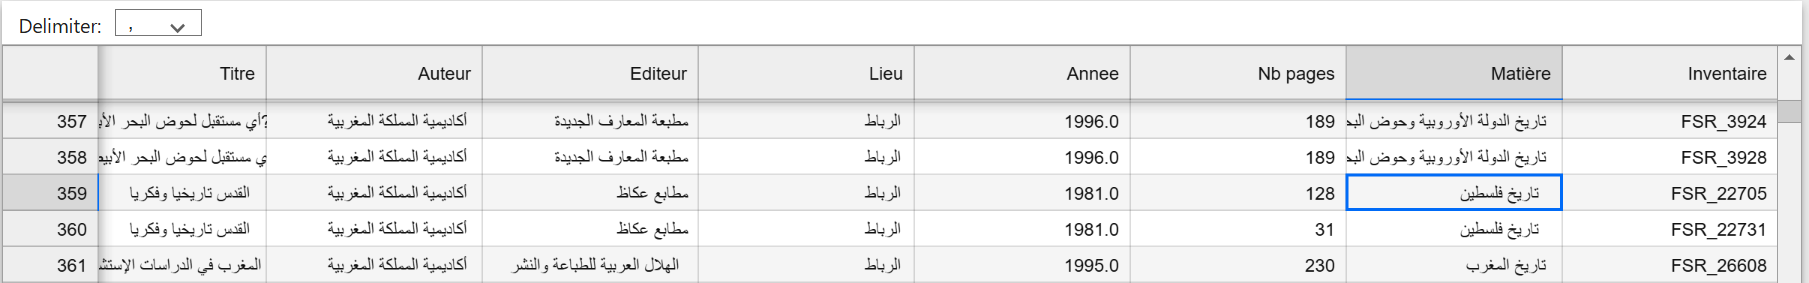 Delimiter: ,
Titre Auteur Editeur Lieu Annee Nb pages Matière Inventaire
357 أي مستقبل لحوض البحر الأبي? أكاديمية المملكة المغربية مطبعة المعارف الجديدة الرباط 1996.0 189 تاريخ الدولة الأوروبية وحوض البح FSR_3924
358 ي مستقبل لحوض البحر الأبيض أكاديمية المملكة المغربية مطبعة المعارف الجديدة الرباط 1996.0 189 تاريخ الدولة الأوروبية وحوض البح FSR_3928
359 القدس تاريخيا وفكريا أكاديمية المملكة المغربية مطابع عكاظ الرباط 1981.0 128 تاريخ فلسطين FSR_22705
360 القدس تاريخيا وفكريا أكاديمية المملكة المغربية مطابع عكاظ الرباط 1981.0 31 تاريخ فلسطين FSR_22731
361 المغرب في الدراسات الإستش أكاديمية المملكة المغربية الهلال العربية للطباعة والنشر الرباط 1995.0 230 تاريخ المغرب FSR_26608